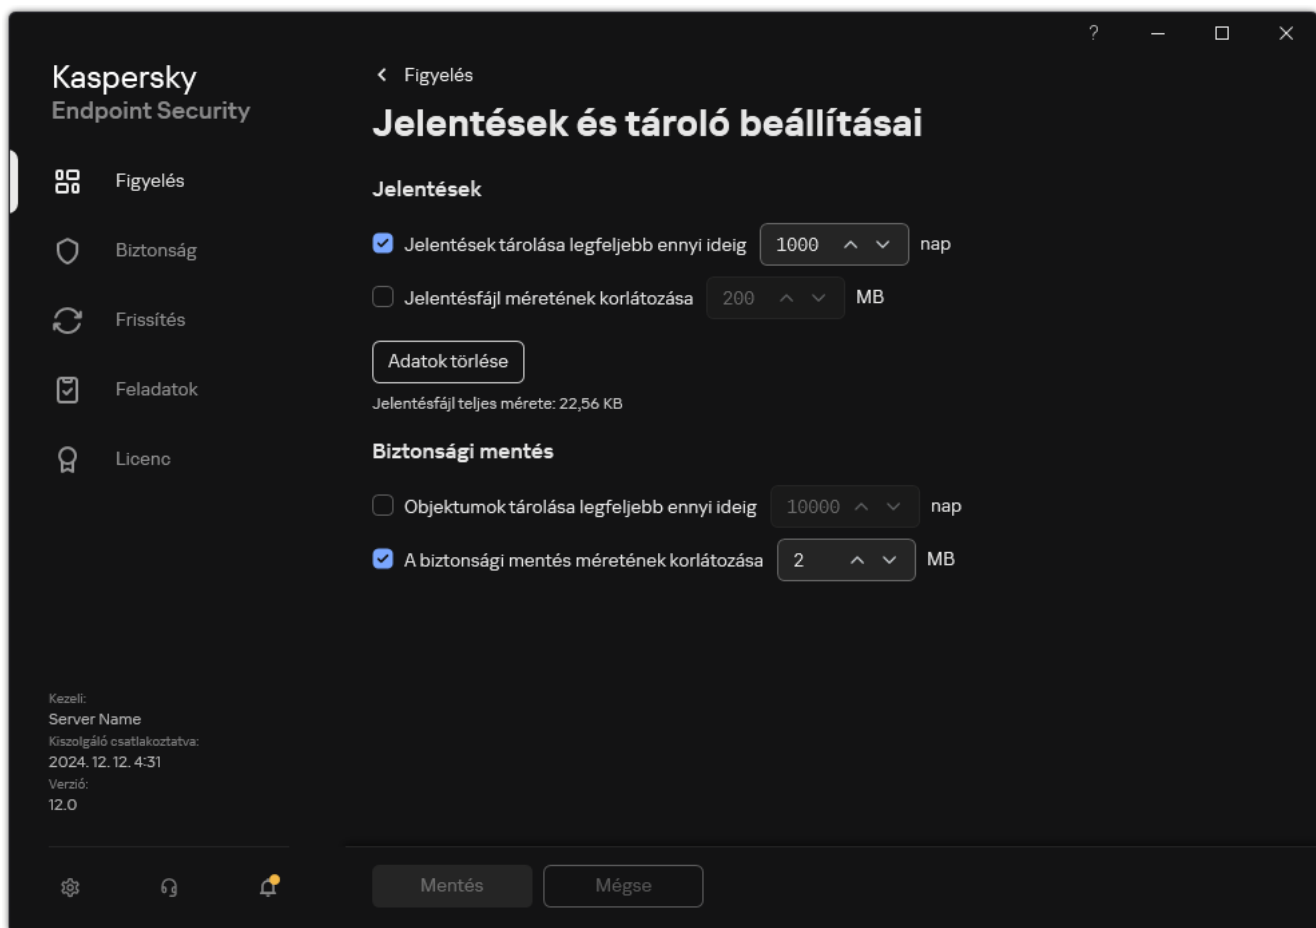 ?
Kaspersky
Endpoint Security
Figyelés
Biztonság
Frissítés
Feladatok
Licenc
Kezeli:
Server Name
Kiszolgáló csatlakoztatva:
2024. 12. 12. 4:31
Verzió:
12.0
Figyelés
Jelentések és tároló beállításai
Jelentések
Jelentések tárolása legfeljebb ennyi ideig 1000 nap
Jelentésfájl méretének korlátozása 200 MB
Adatok törlése
Jelentésfájl teljes mérete: 22,56 KB
Biztonsági mentés
Objektumok tárolása legfeljebb ennyi ideig 10000 nap
A biztonsági mentés méretének korlátozása 2 MB
Mentés Mégse